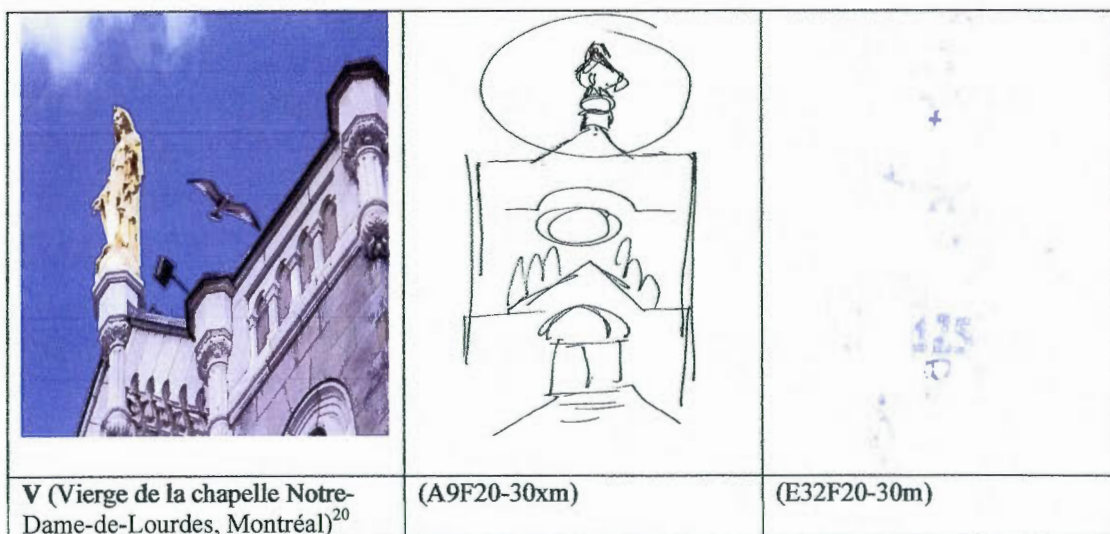 V (Vierge de la chapelle Notre-
Dame-de-Lourdes, Montréal)20
(A9F20-30xm)
(E32F20-30m)